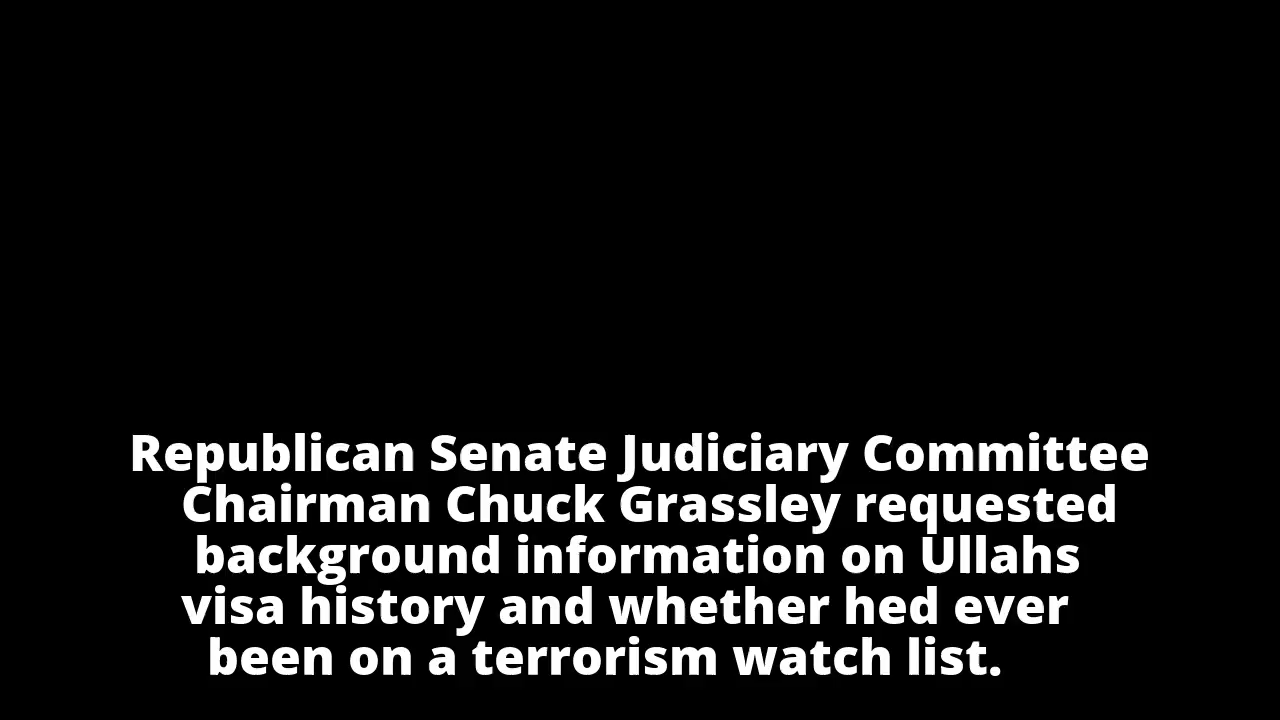 Republican Senate Judiciary Committee
Chairman Chuck Grassley requested
background information on Ullahs
visa history and whether hed ever
been on a terrorism watch list.